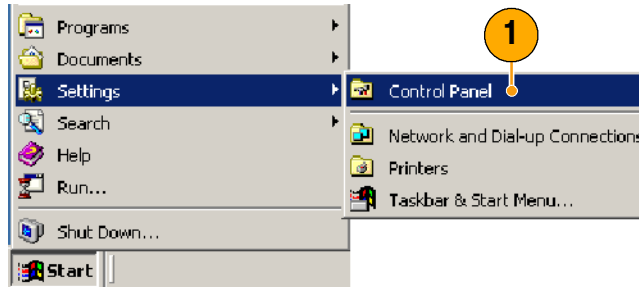 Programs
Documents
Settings
Search
Help
Run...
Shut Down...
Start
1
Control Panel
Network and Dial-up Connections
Printers
Taskbar & Start Menu...